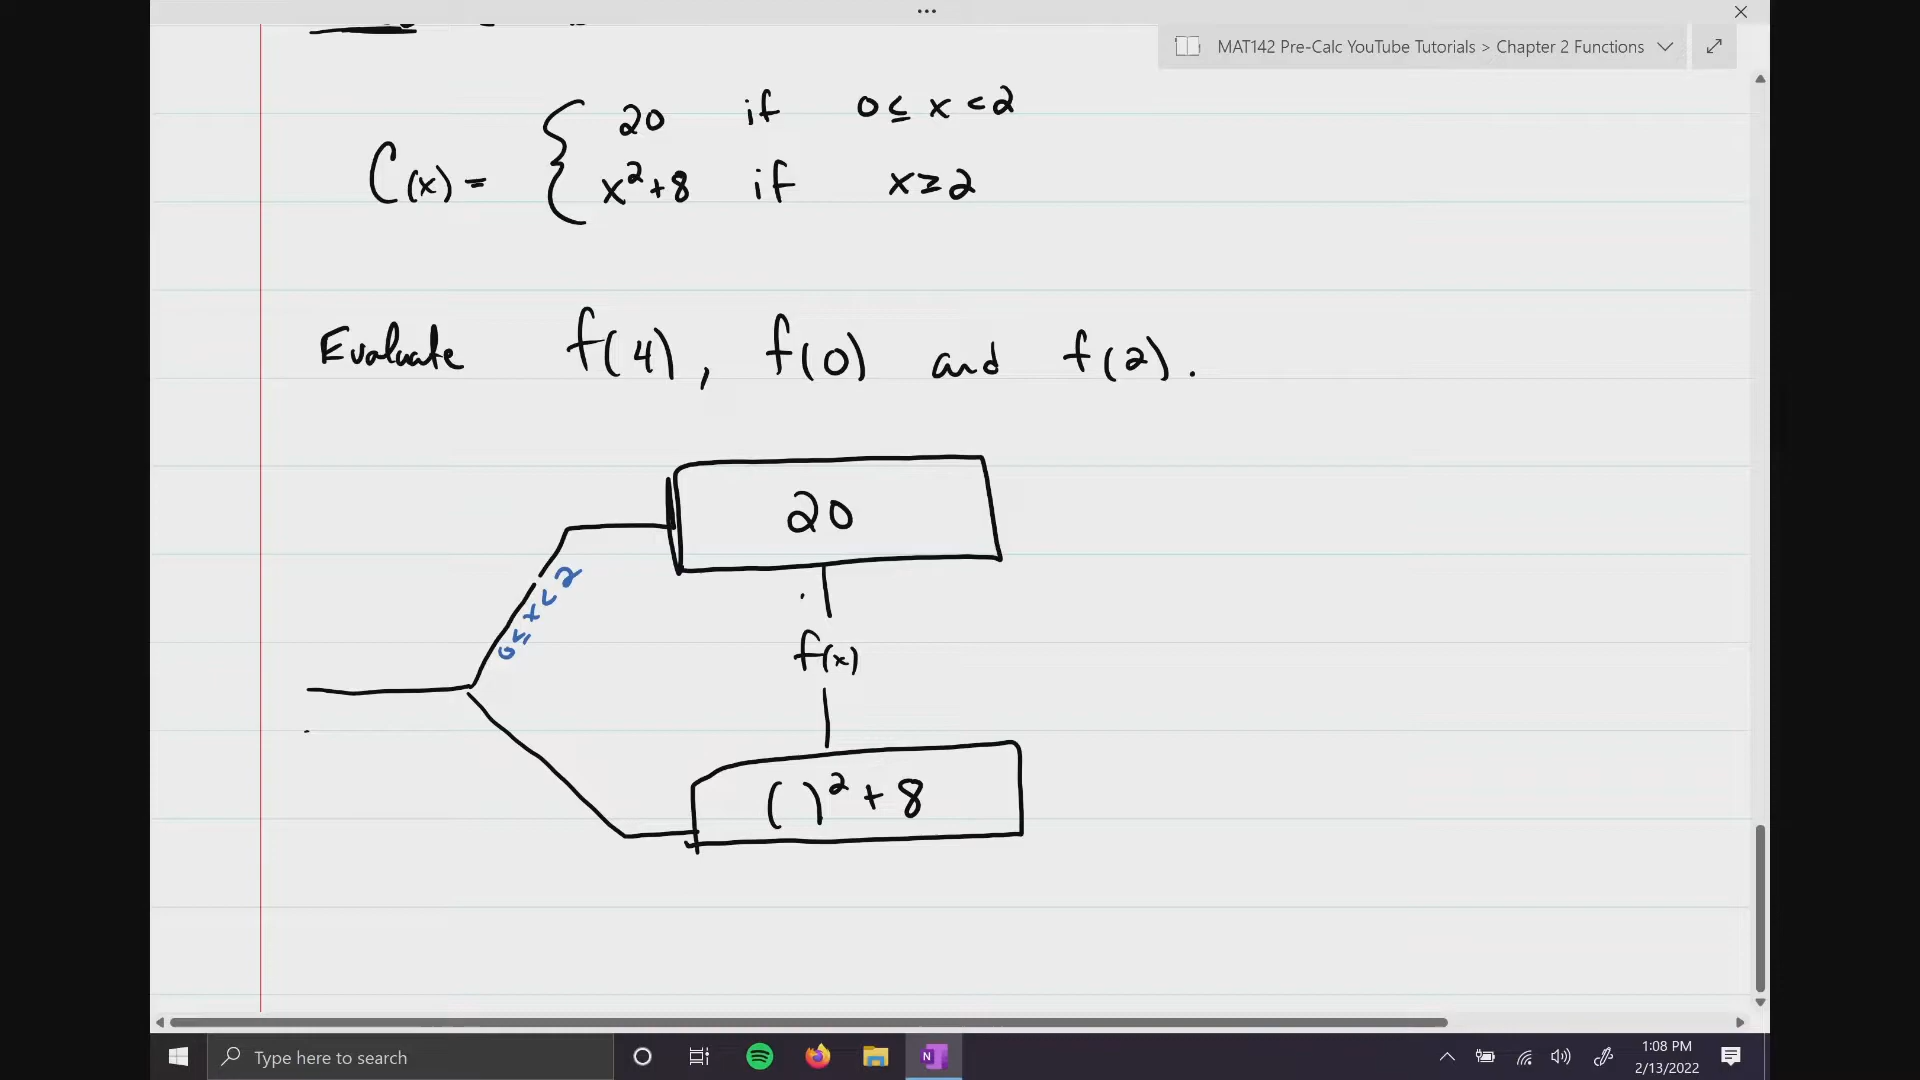 MAT142 Pre-Calc YouTube Tutorials > Chapter 2 Functions
C(x) = { 20 if 0 ≤ x < 2
x² + 8 if x ≥ 2
Evaluate f(4), f(0) and f(2).
20
0 ≤ x < 2
f(x)
( )² + 8
Type here to search
N
1:08 PM
2/13/2022